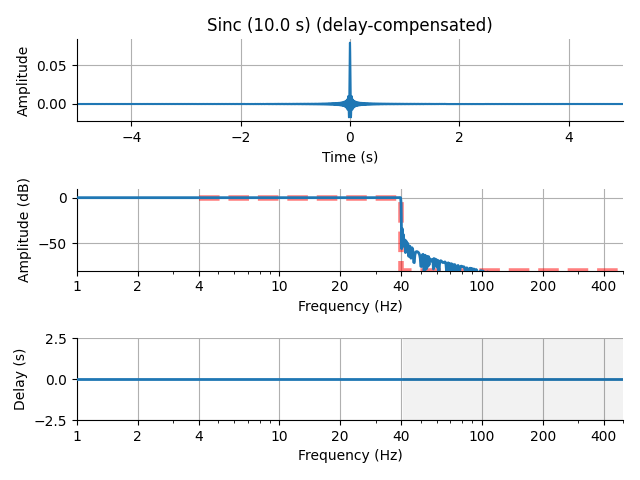 Sinc (10.0 s) (delay-compensated)
Amplitude
0.05
0.00
−4 −2 0 2 4
Time (s)
Amplitude (dB)
0
−50
1 2 4 10 20 40 100 200 400
Frequency (Hz)
Delay (s)
2.5
0.0
−2.5
1 2 4 10 20 40 100 200 400
Frequency (Hz)